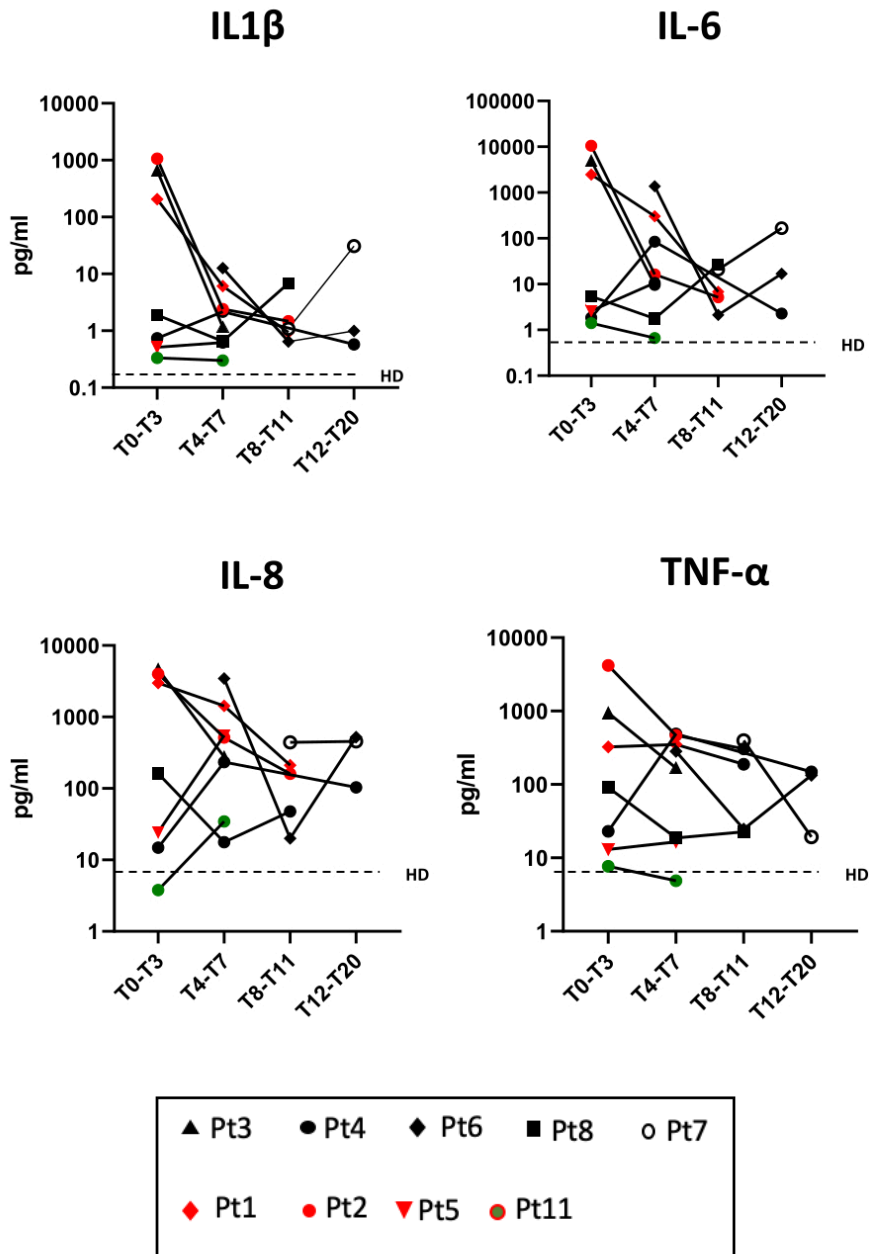 IL1β
IL-6
pg/ml
10000
1000
100
10
1
0.1
HD
T0-T3
T4-T7
T8-T11
T12-T20
100000
10000
1000
100
10
1
0.1
HD
T0-T3
T4-T7
T8-T11
T12-T20
IL-8
TNF-α
pg/ml
10000
1000
100
10
1
HD
T0-T3
T4-T7
T8-T11
T12-T20
pg/ml
10000
1000
100
10
1
HD
T0-T3
T4-T7
T8-T11
T12-T20
Pt3 Pt4 Pt6 Pt8 Pt7
Pt1 Pt2 Pt5 Pt11